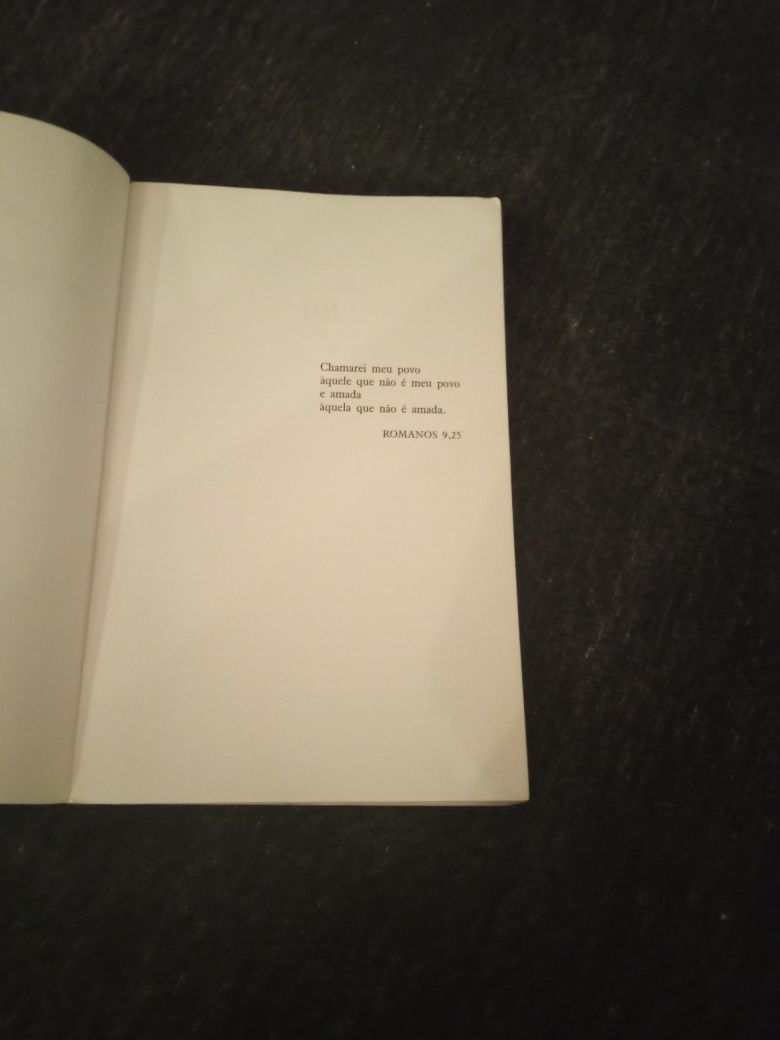 Chamarei meu povo
àquele que não é meu povo
e amada
àquela que não é amada.
ROMANOS 9,25